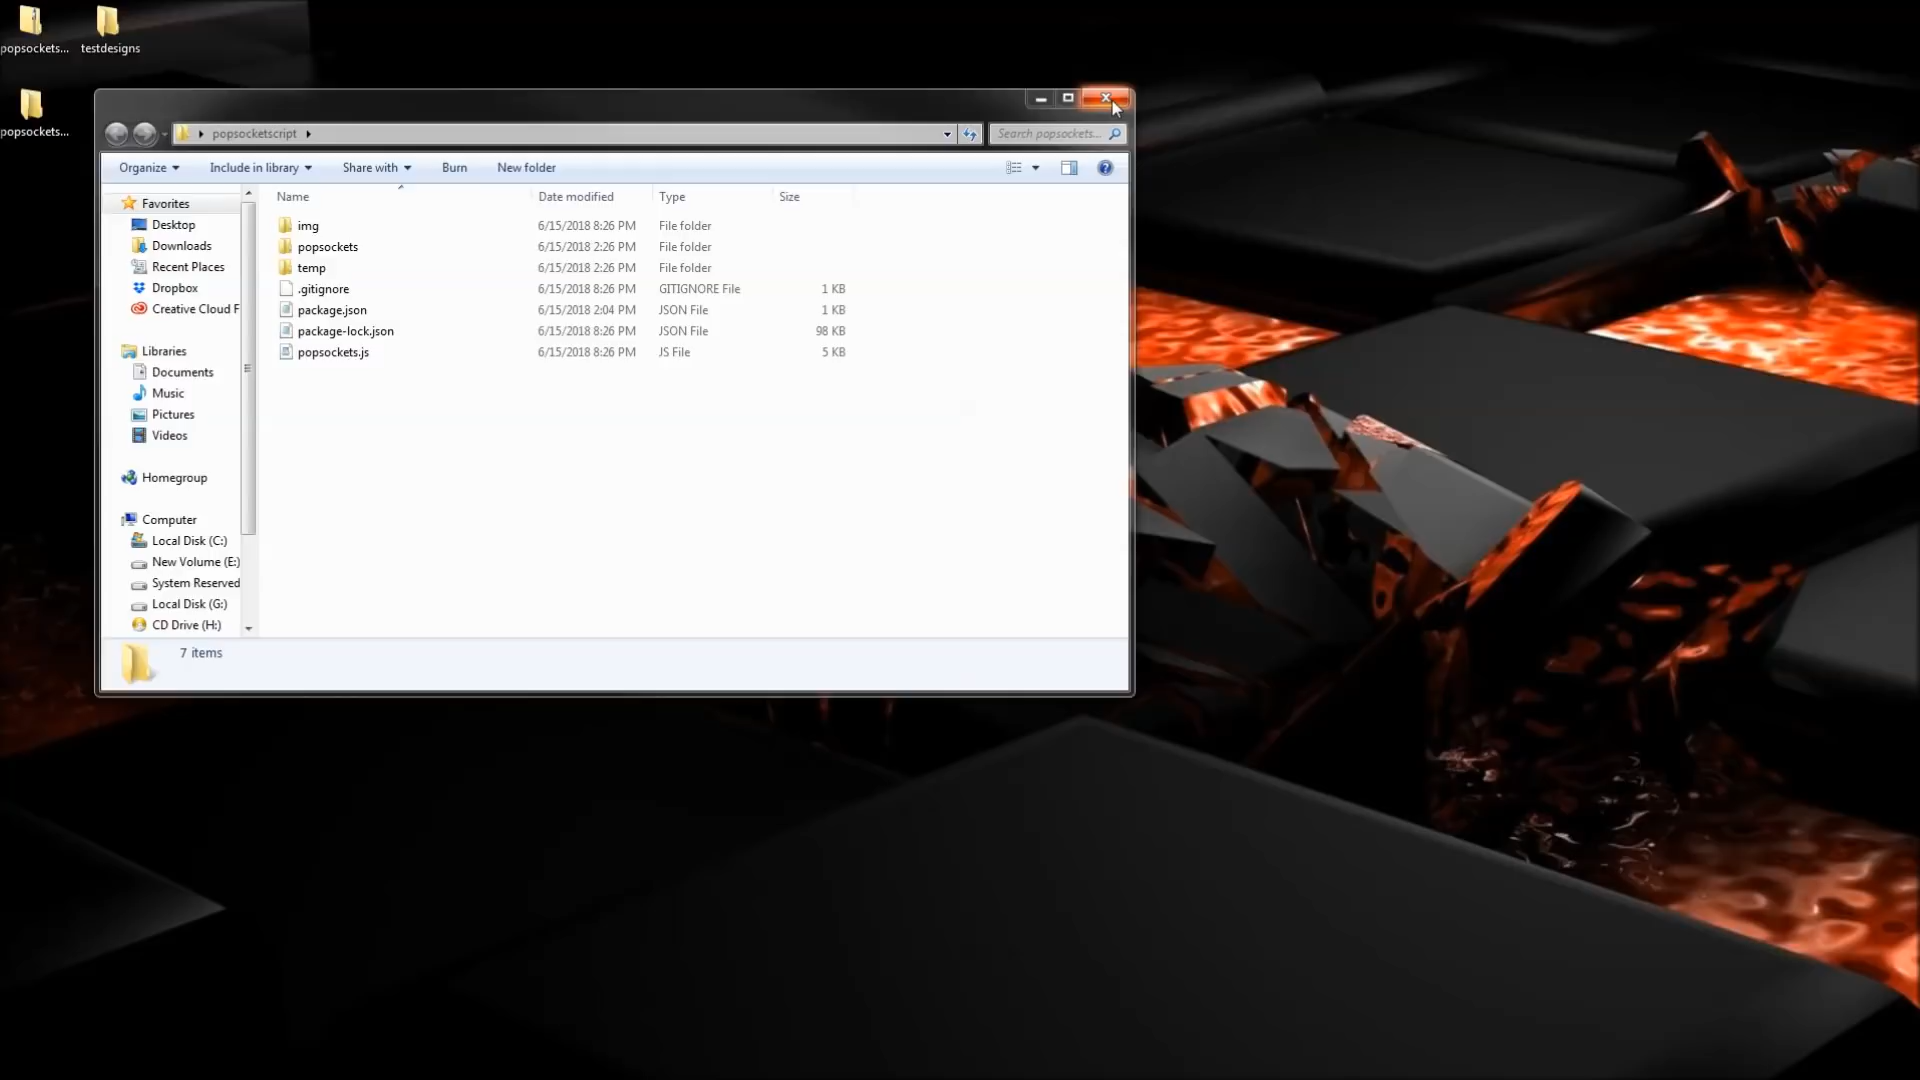 popsockets...
testdesigns
popsockets...
popsocketscript
Search popsockets...
Organize
Include in library
Share with
Burn
New folder
Name
Date modified
Type
Size
img 6/15/2018 8:26 PM File folder
popsockets 6/15/2018 2:26 PM File folder
temp 6/15/2018 2:26 PM File folder
.gitignore 6/15/2018 8:26 PM GITIGNORE File 1 KB
package.json 6/15/2018 2:04 PM JSON File 1 KB
package-lock.json 6/15/2018 8:26 PM JSON File 98 KB
popsockets.js 6/15/2018 8:26 PM JS File 5 KB
Favorites
Desktop
Downloads
Recent Places
Dropbox
Creative Cloud F
Libraries
Documents
Music
Pictures
Videos
Homegroup
Computer
Local Disk (C:)
New Volume (E:)
System Reserved
Local Disk (G:)
CD Drive (H:)
7 items